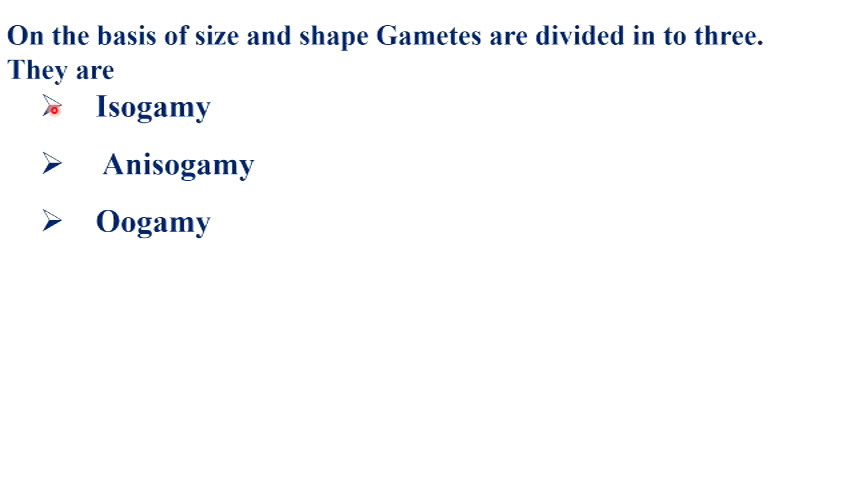 On the basis of size and shape Gametes are divided in to three.
They are
Isogamy
Anisogamy
Oogamy